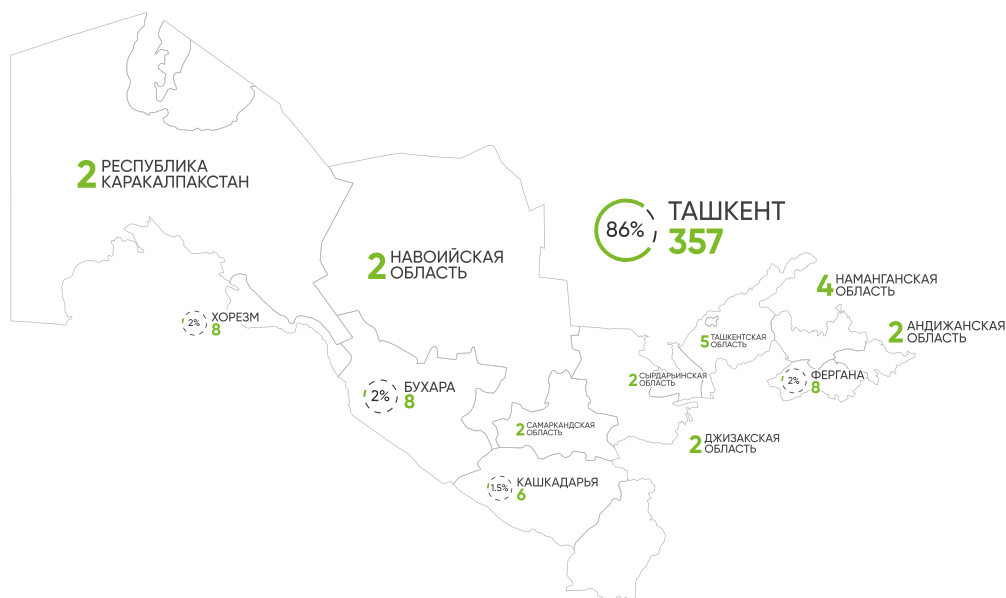 2 РЕСПУБЛИКА
КАРАКАЛПАКСТАН
86%
ТАШКЕНТ
357
2 НАВОИЙСКАЯ
ОБЛАСТЬ
4 НАМАНГАНСКАЯ
ОБЛАСТЬ
2%
ХОРЕЗМ
8
2 АНДИЖАНСКАЯ
ОБЛАСТЬ
5 ТАШКЕНТСКАЯ
ОБЛАСТЬ
2 СЫРДАРЬИНСКАЯ
ОБЛАСТЬ
2%
ФЕРГАНА
8
2%
БУХАРА
8
2 САМАРКАНДСКАЯ
ОБЛАСТЬ
2 ДЖИЗАКСКАЯ
ОБЛАСТЬ
1.5%
КАШКАДАРЬЯ
6